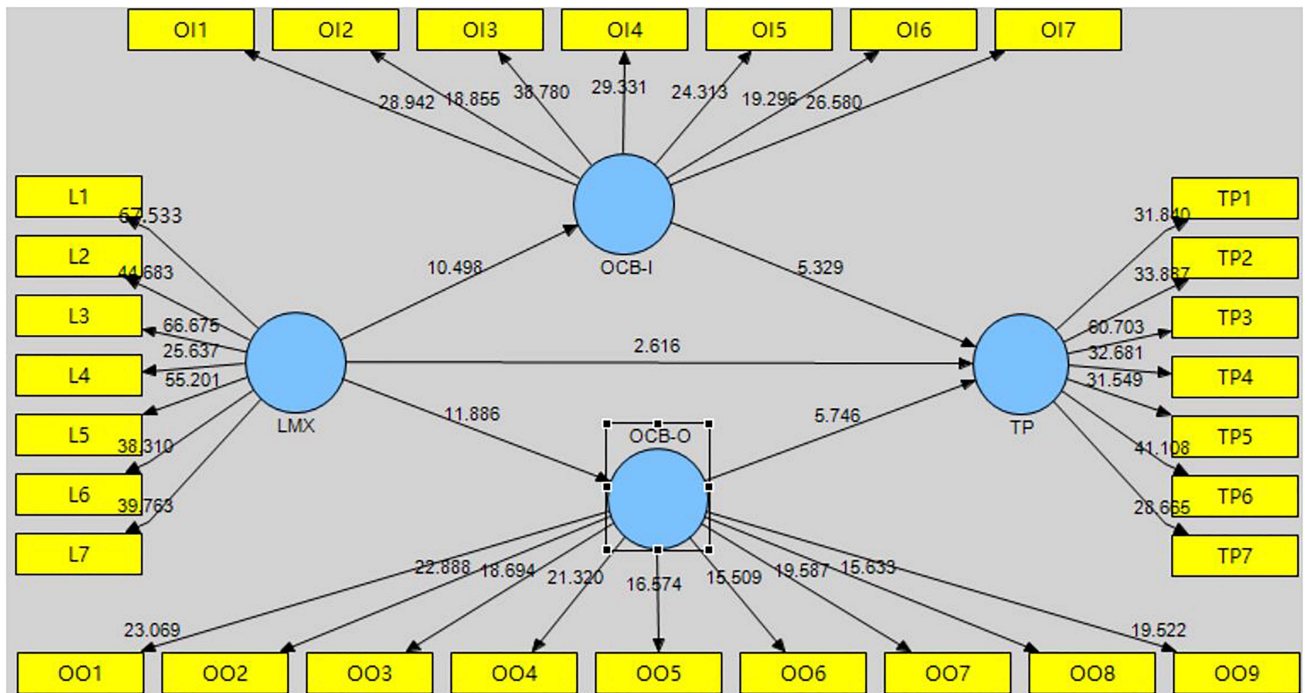 OI1 OI2 OI3 OI4 OI5 OI6 OI7
28.942 18.855 38.780 29.331 24.313 19.296 26.580
L1
67.533
L2
44.683
L3
66.675
L4
25.637
L5
55.201
L6
38.310
L7
39.763
LMX
10.498
OCB-I
5.329
2.616
11.886
OCB-O
5.746
TP
TP1
31.840
TP2
33.887
TP3
60.703
TP4
32.681
TP5
31.549
TP6
41.108
TP7
28.665
22.888 18.694 21.320 16.574 15.509 19.587 15.633
23.069 19.522
OO1 OO2 OO3 OO4 OO5 OO6 OO7 OO8 OO9